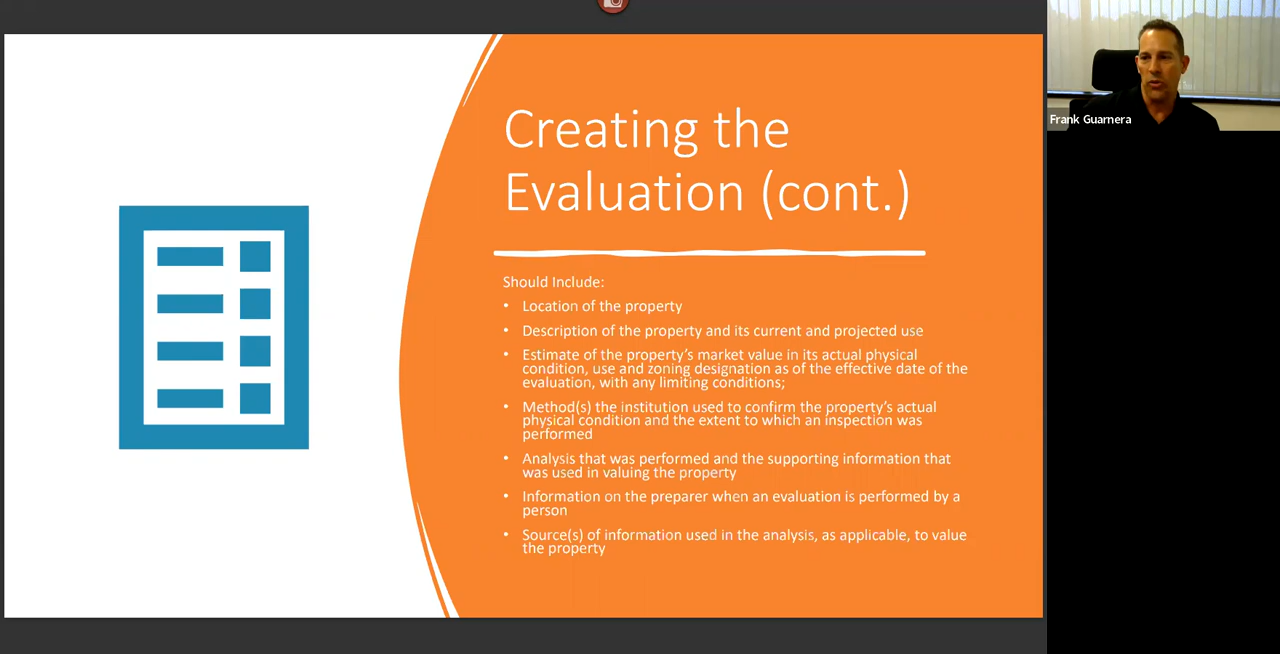 Creating the
Evaluation (cont.)
Should Include:
• Location of the property
• Description of the property and its current and projected use
• Estimate of the property's market value in its actual physical
condition, use and zoning designation as of the effective date of the
evaluation, with any limiting conditions;
• Method(s) the institution used to confirm the property's actual
physical condition and the extent to which an inspection was
performed
• Analysis that was performed and the supporting information that
was used in valuing the property
• Information on the preparer when an evaluation is performed by a
person
• Source(s) of information used in the analysis, as applicable, to value
the property
Frank Guarnera